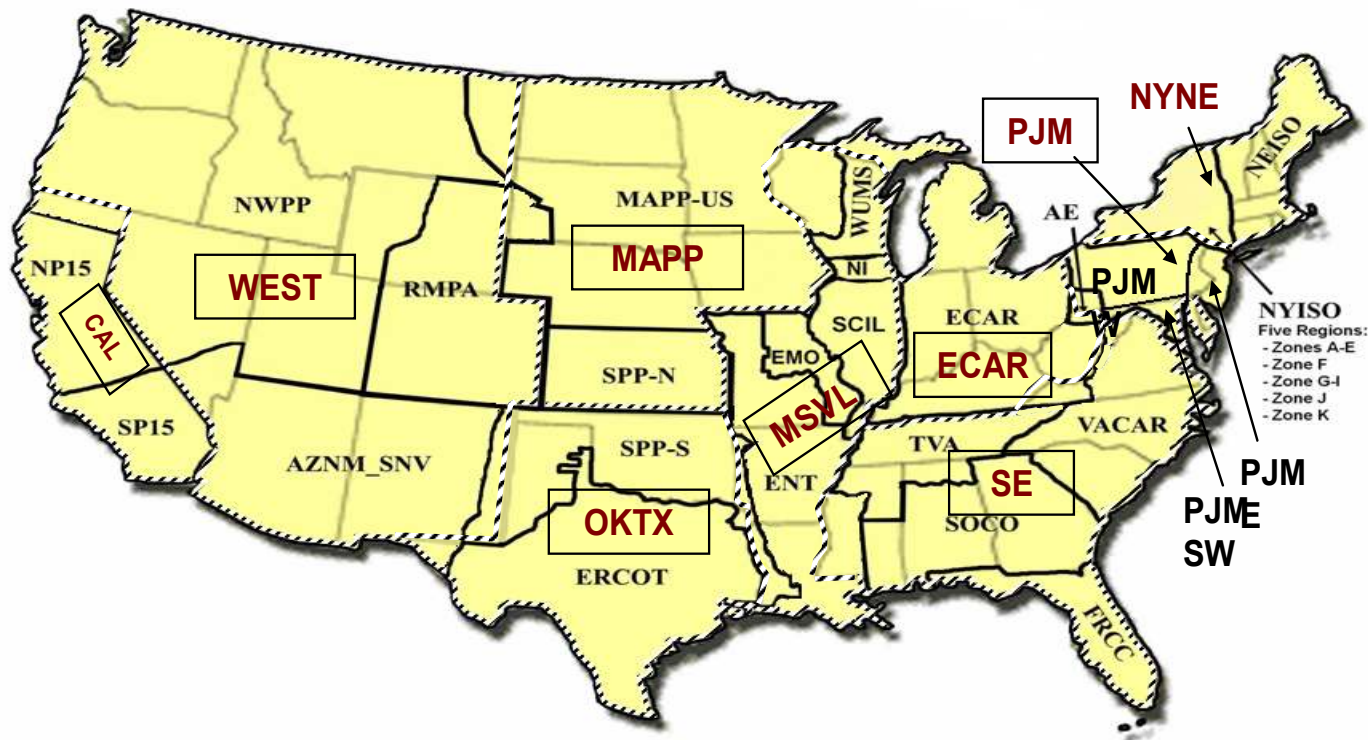 NYNE
PJM
NEISO
WUMS
MAPP-US
NWPP
AE
MAPP
NI
NP15
WEST
RMPA
PJM
W
CAL
SCIL
ECAR
NYISO
Five Regions:
- Zones A-E
- Zone F
- Zone G-I
- Zone J
- Zone K
EMO
ECAR
SPP-N
MSVL
SP15
AZNM_SNV
SPP-S
TVA
VACAR
ENT
SE
PJM
E
PJM
SW
OKTX
SOCO
ERCOT
FRCC